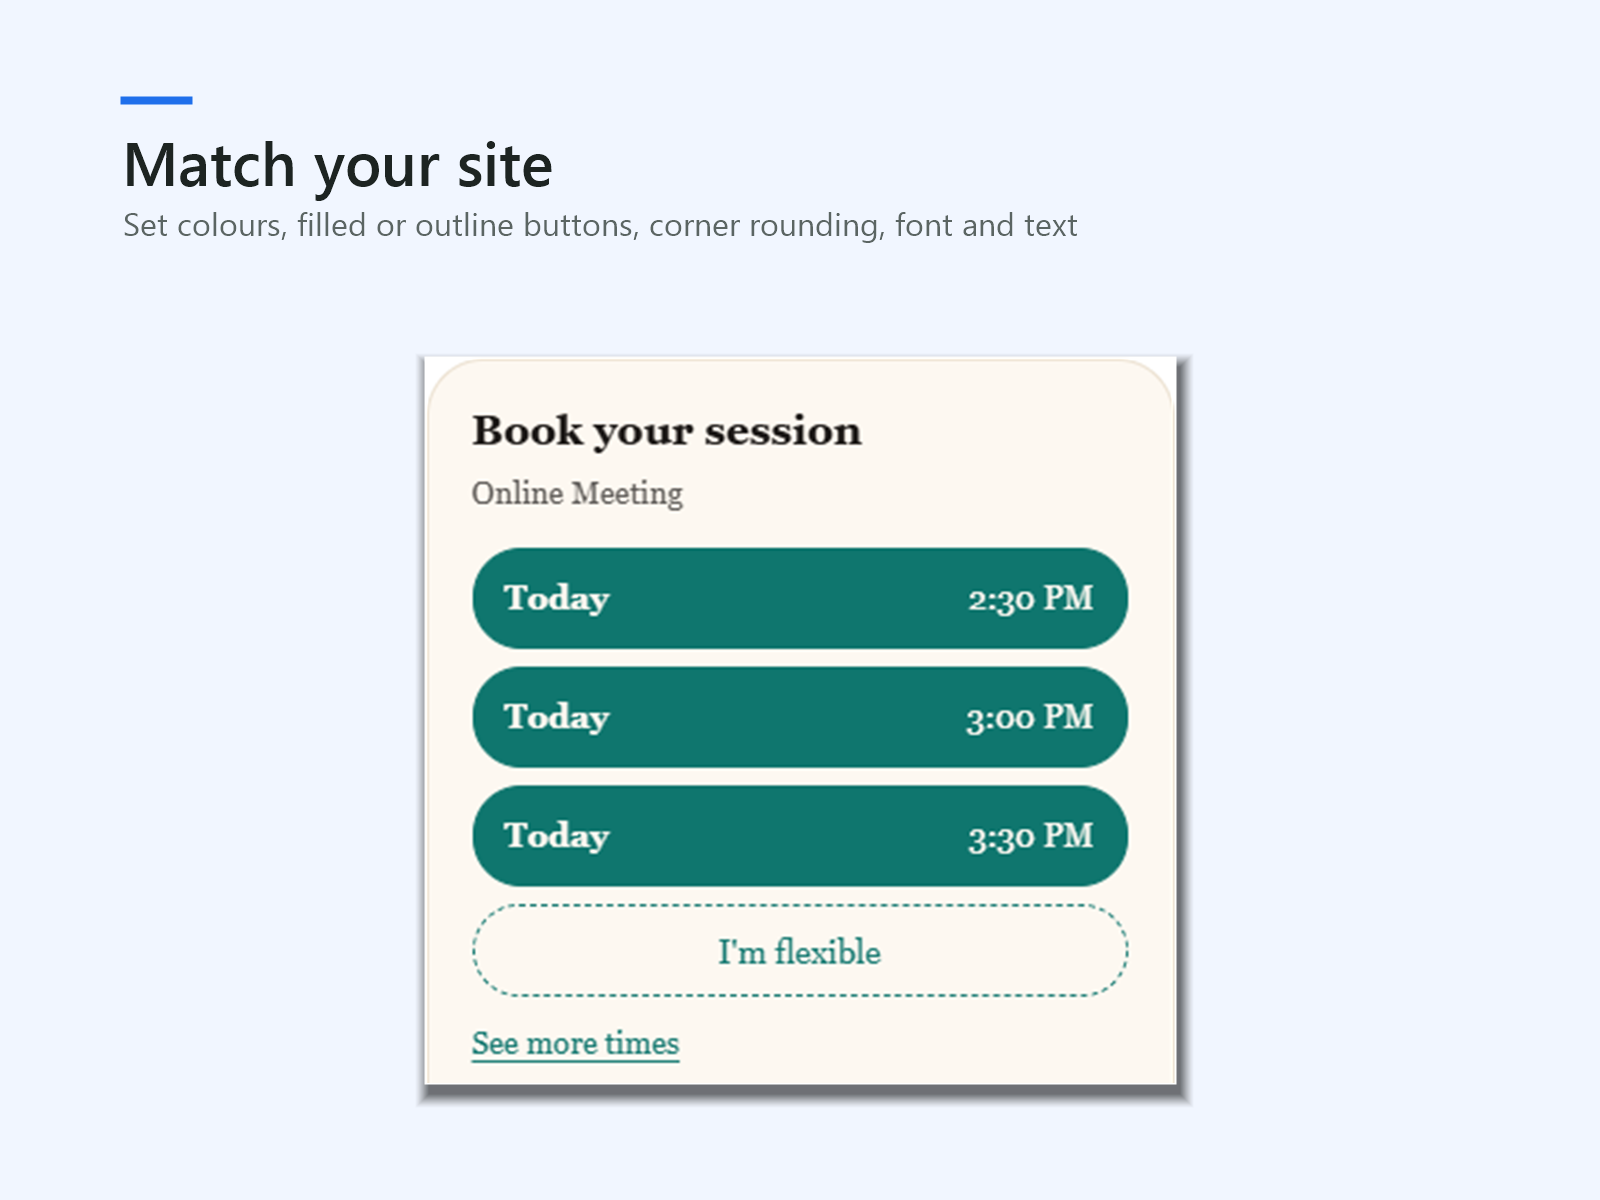 Match your site
Set colours, filled or outline buttons, corner rounding, font and text
Book your session
Online Meeting
Today 2:30 PM
Today 3:00 PM
Today 3:30 PM
I'm flexible
See more times